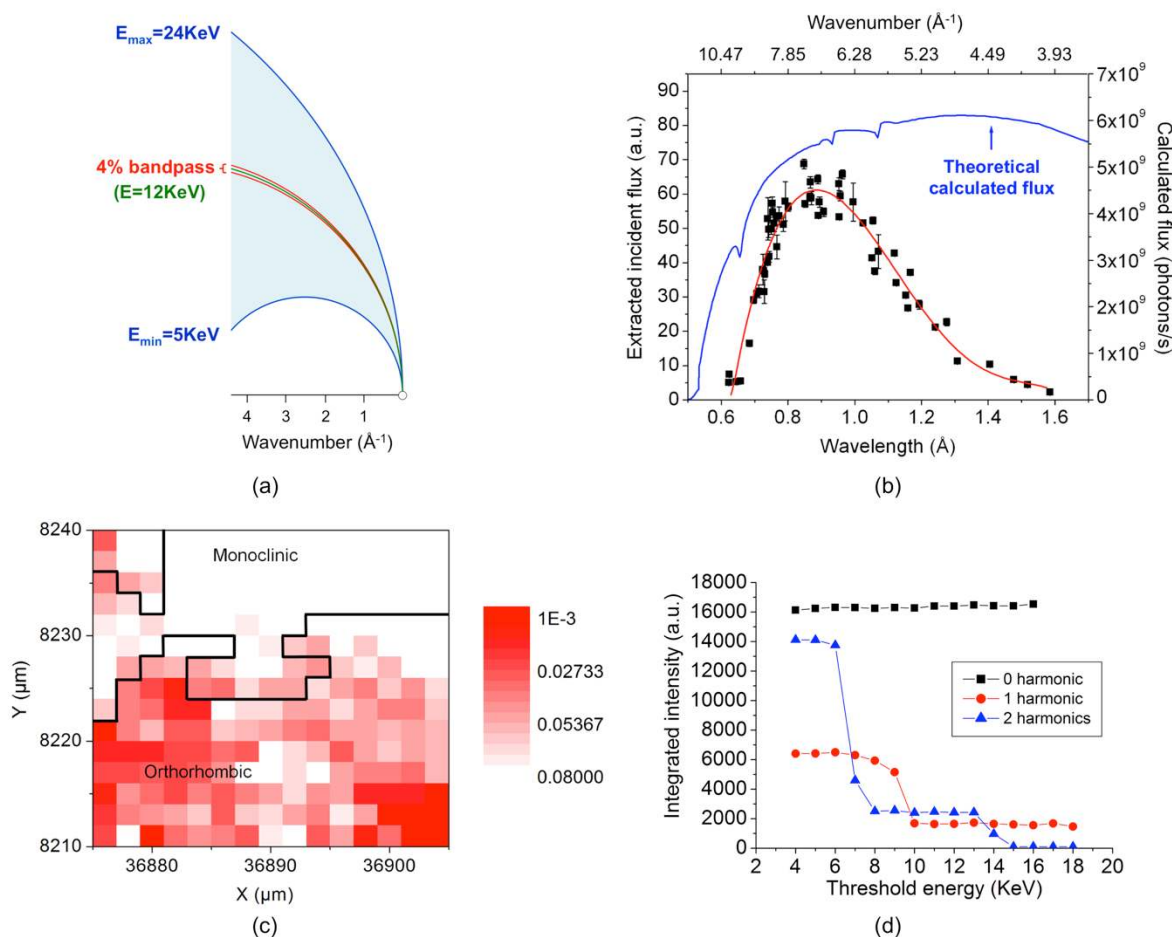 E_max=24KeV
4% bandpass
(E=12KeV)
E_min=5KeV
4 3 2 1
Wavenumber (Å⁻¹)
(a)
Wavenumber (Å⁻¹)
10.47 7.85 6.28 5.23 4.49 3.93
Extracted incident flux (a.u.)
90
80
70
60
50
40
30
20
10
0
Theoretical
calculated flux
7x10⁹
6x10⁹
5x10⁹
4x10⁹
3x10⁹
2x10⁹
1x10⁹
0
Calculated flux (photons/s)
0.6 0.8 1.0 1.2 1.4 1.6
Wavelength (Å)
(b)
Y (µm)
8240
8230
8220
8210
Monoclinic
Orthorhombic
36880 36890 36900
X (µm)
1E-3
0.02733
0.05367
0.08000
(c)
Integrated intensity (a.u.)
18000
16000
14000
12000
10000
8000
6000
4000
2000
0
0 harmonic
1 harmonic
2 harmonics
2 4 6 8 10 12 14 16 18 20
Threshold energy (KeV)
(d)